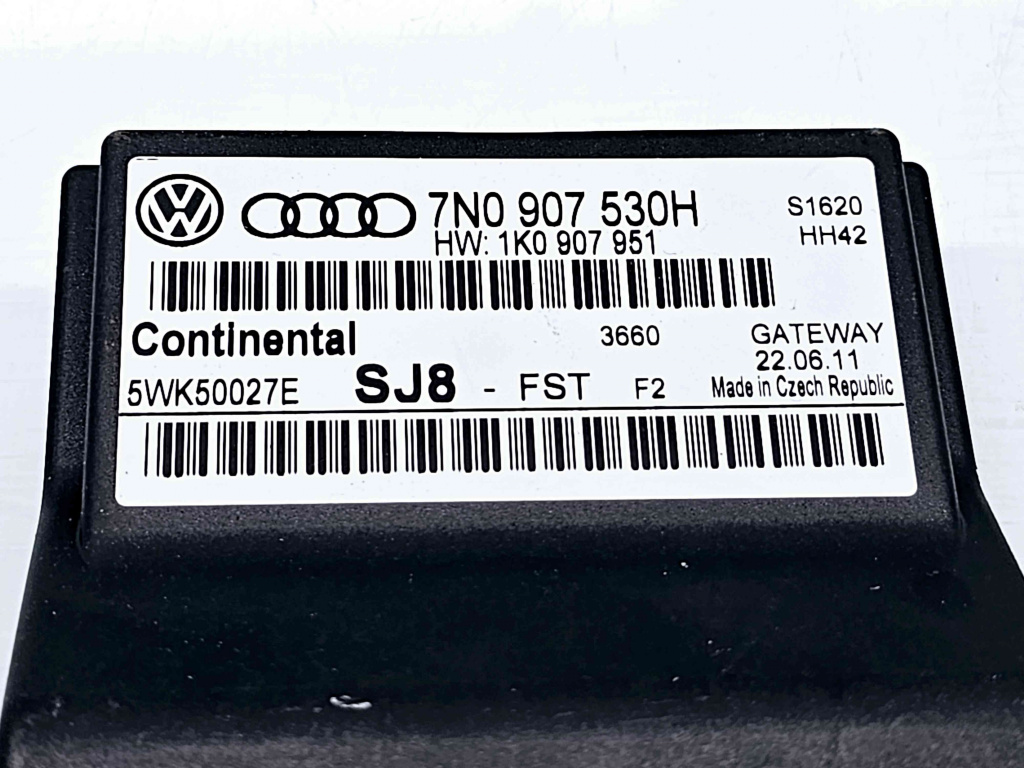 7N0 907 530H
S1620
HW: 1K0 907 951
HH42
Continental
3660
GATEWAY
22.06.11
5WK50027E
SJ8 - FST F2
Made in Czech Republic